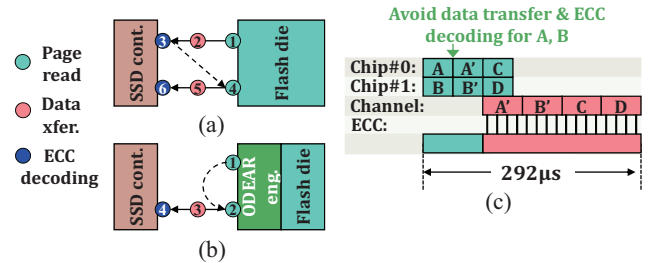 Page
read
Data
xfer.
ECC
decoding
SSD cont.
3
2
1
6
5
4
Flash die
(a)
SSD cont.
1
4
3
2
ODEAR
eng.
Flash die
(b)
Avoid data transfer & ECC
decoding for A, B
Chip#0: A A' C
Chip#1: B B' D
Channel: A' B' C D
ECC:
292μs
(c)